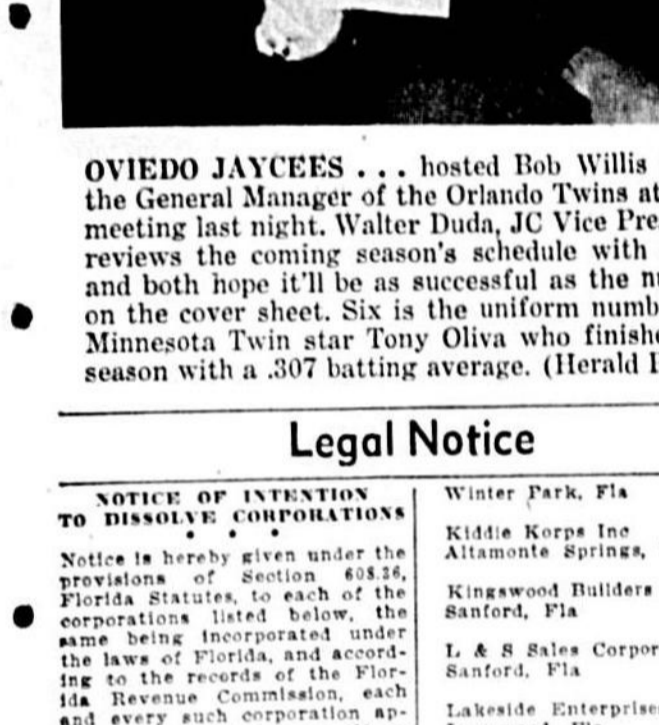 OVIEDO JAYCEES . . . hosted Bob Willis
the General Manager of the Orlando Twins at
meeting last night. Walter Duda, JC Vice Pre
reviews the coming season's schedule with
and both hope it'll be as successful as the
on the cover sheet. Six is the uniform numb
Minnesota Twin star Tony Oliva who finishe
season with a .307 batting average. (Herald
Legal Notice
NOTICE OF INTENTION
TO DISSOLVE CORPORATIONS
• • •
Notice is hereby given under the
provisions of Section 608.36,
Florida Statutes, to each of the
corporations listed below, the
same being incorporated under
the laws of Florida, and accord-
ing to the records of the Flor-
ida Revenue Commission, each
and every such corporation ap-
Winter Park, Fla
Kiddie Korps Inc
Altamonte Springs,
Kingswood Builders
Sanford, Fla
L & S Sales Corpor
Sanford, Fla
Lakeside Enterprises